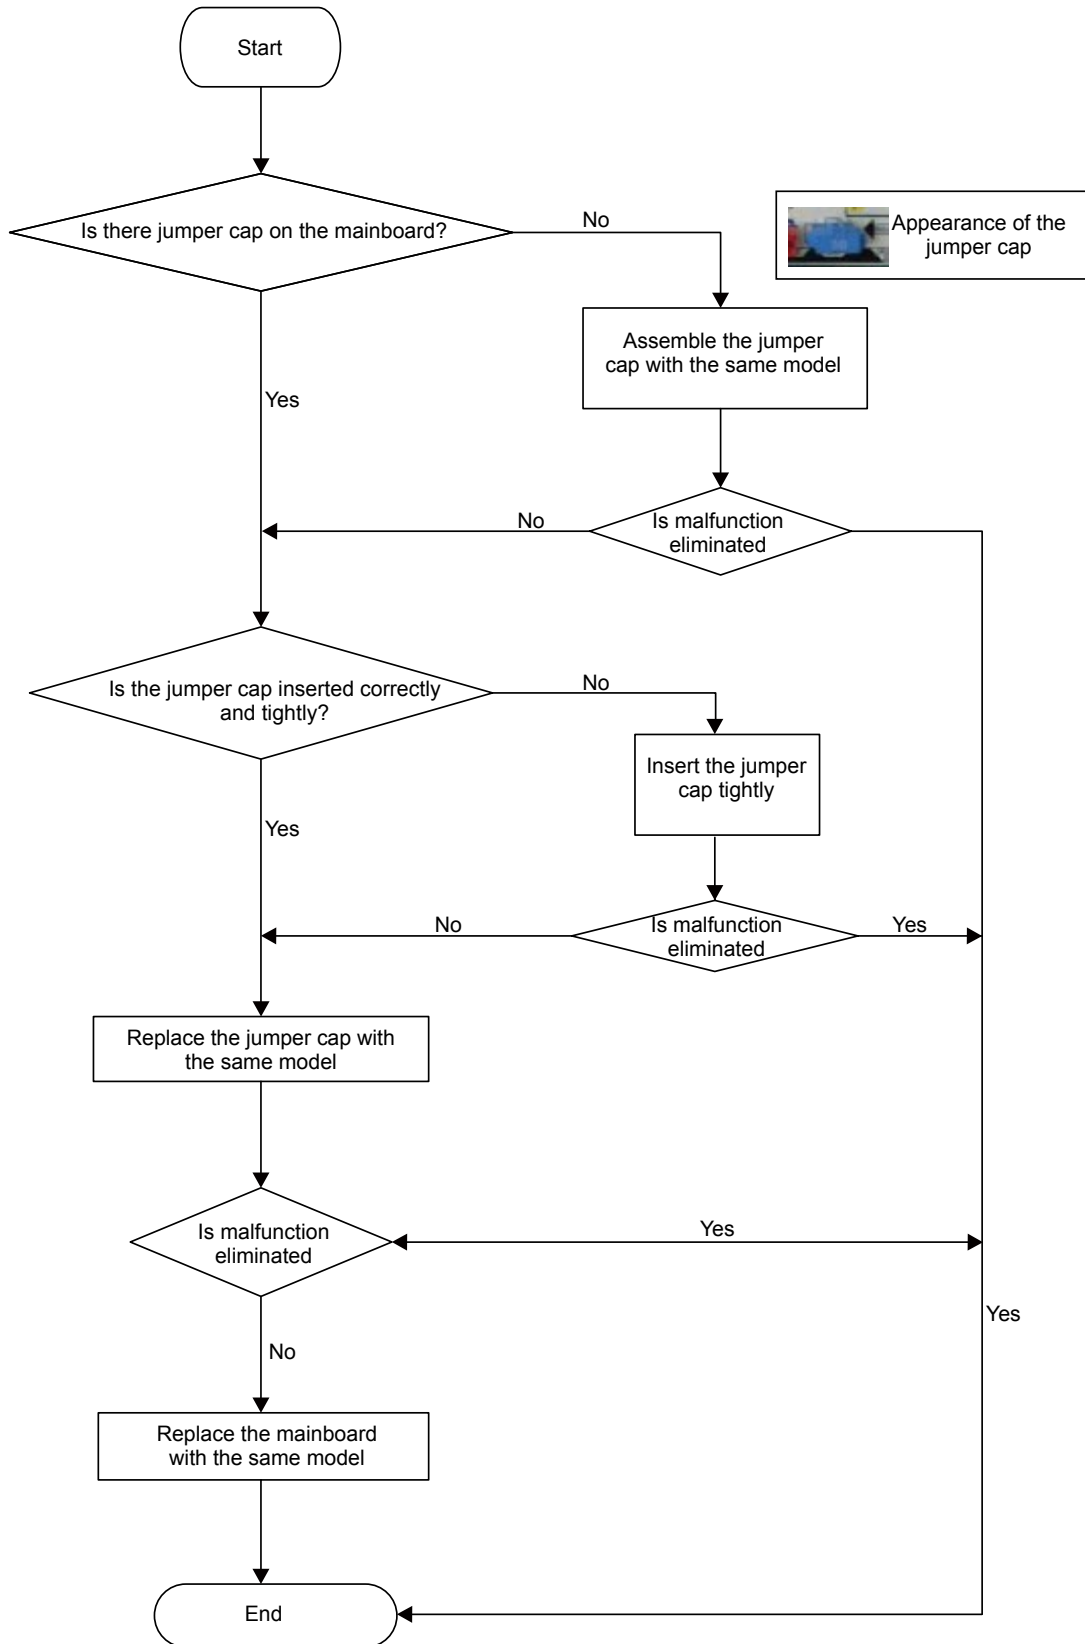 Start
Is there jumper cap on the mainboard?
No
Appearance of the
jumper cap
Assemble the jumper
cap with the same model
Yes
No
Is malfunction
eliminated
Is the jumper cap inserted correctly
and tightly?
No
Insert the jumper
cap tightly
Yes
No
Is malfunction
eliminated
Yes
Replace the jumper cap with
the same model
Is malfunction
eliminated
Yes
Yes
No
Replace the mainboard
with the same model
End